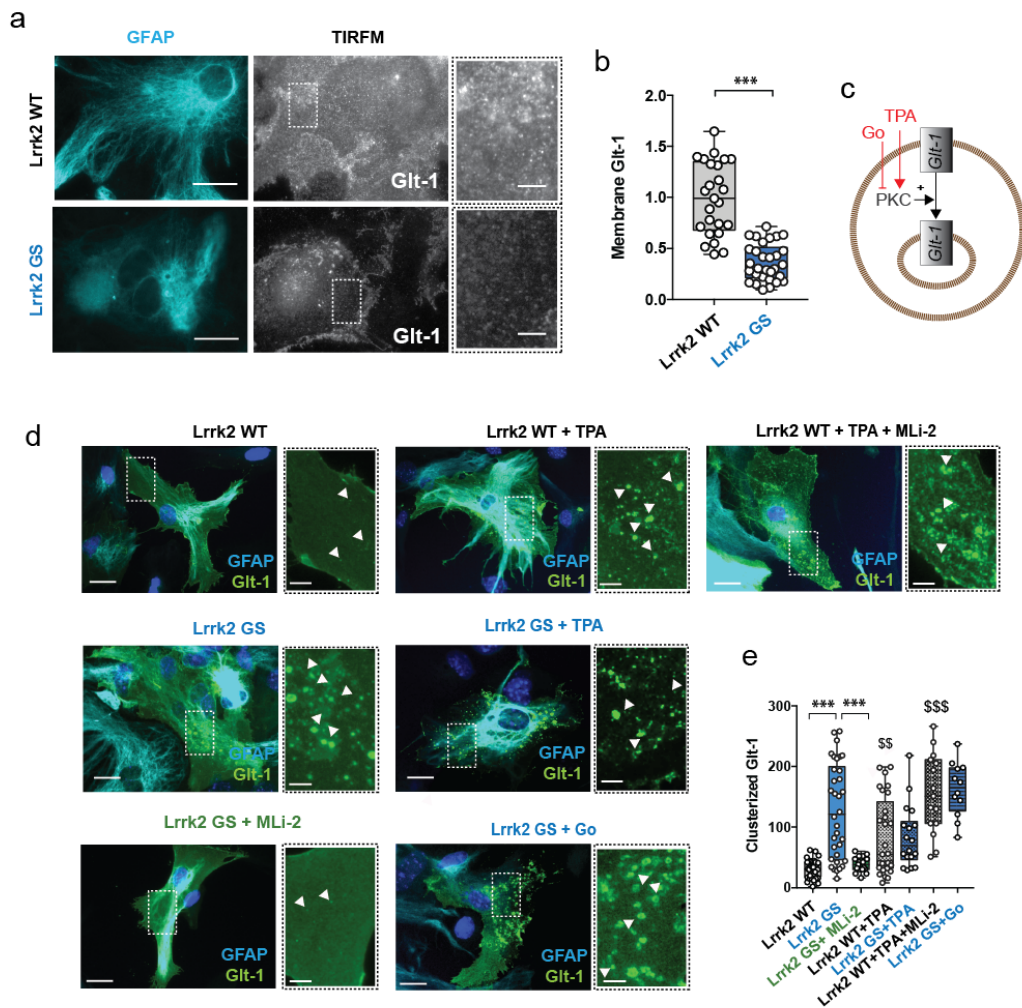 a
GFAP
TIRFM
Lrrk2 WT
Glt-1
Lrrk2 GS
Glt-1
b
***
Membrane Glt-1
2.0
1.5
1.0
0.5
0.0
Lrrk2 WT
Lrrk2 GS
c
TPA
Go
Glt-1
+
PKC
Glt-1
d
Lrrk2 WT
GFAP
Glt-1
Lrrk2 WT + TPA
GFAP
Glt-1
Lrrk2 WT + TPA + MLi-2
GFAP
Glt-1
Lrrk2 GS
GFAP
Glt-1
Lrrk2 GS + TPA
GFAP
Glt-1
Lrrk2 GS + MLi-2
GFAP
Glt-1
Lrrk2 GS + Go
GFAP
Glt-1
e
Clusterized Glt-1
300
200
100
0
*** ***
$$
$$$
Lrrk2 WT
Lrrk2 GS
Lrrk2 GS+ MLi-2
Lrrk2 WT+TPA
Lrrk2 GS+TPA
Lrrk2 WT+TPA+MLi-2
Lrrk2 GS+Go